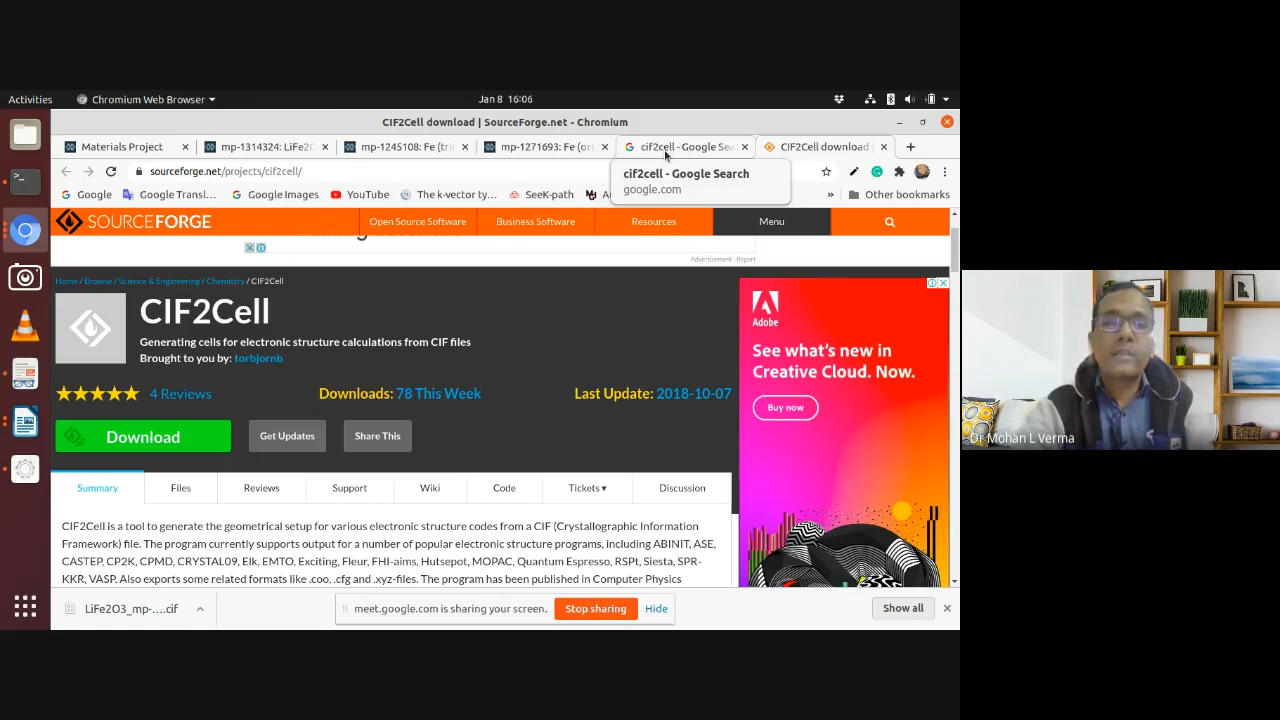 Activities
Chromium Web Browser
Jan 8 16:06
CIF2Cell download | SourceForge.net - Chromium
Materials Project
mp-1314324: LiFe2O
mp-1245108: Fe (tri
mp-1271693: Fe (ort
cif2cell - Google Sea
CIF2Cell download |
sourceforge.net/projects/cif2cell/
cif2cell - Google Search
google.com
Google
Gmail
Google Images
YouTube
The k-vector ty...
SeeK-path
»
Other bookmarks
SOURCEFORGE
Open Source Software
Business Software
Resources
Menu
Advertisement - Report
Home / Browse / Science & Engineering / Chemistry / CIF2Cell
CIF2Cell
Generating cells for electronic structure calculations from CIF files
Brought to you by: torbjornb
4 Reviews
Downloads: 78 This Week
Last Update: 2018-10-07
Download
Get Updates
Share This
Summary
Files
Reviews
Support
Wiki
Code
Tickets
Discussion
CIF2Cell is a tool to generate the geometrical setup for various electronic structure codes from a CIF (Crystallographic Information
Framework) file. The program currently supports output for a number of popular electronic structure programs, including ABINIT, ASE,
CASTEP, CP2K, CPMD, CRYSTAL09, Elk, EMTO, Exciting, Fleur, FHI-aims, Hutsepot, MOPAC, Quantum Espresso, RSPt, Siesta, SPR-
KKR, VASP. Also exports some related formats like .coo, .cfg and .xyz-files. The program has been published in Computer Physics
Adobe
See what's new in
Creative Cloud. Now.
Buy now
Dr Mohan L Verma
LiFe2O3_mp-....cif
meet.google.com is sharing your screen.
Stop sharing
Hide
Show all